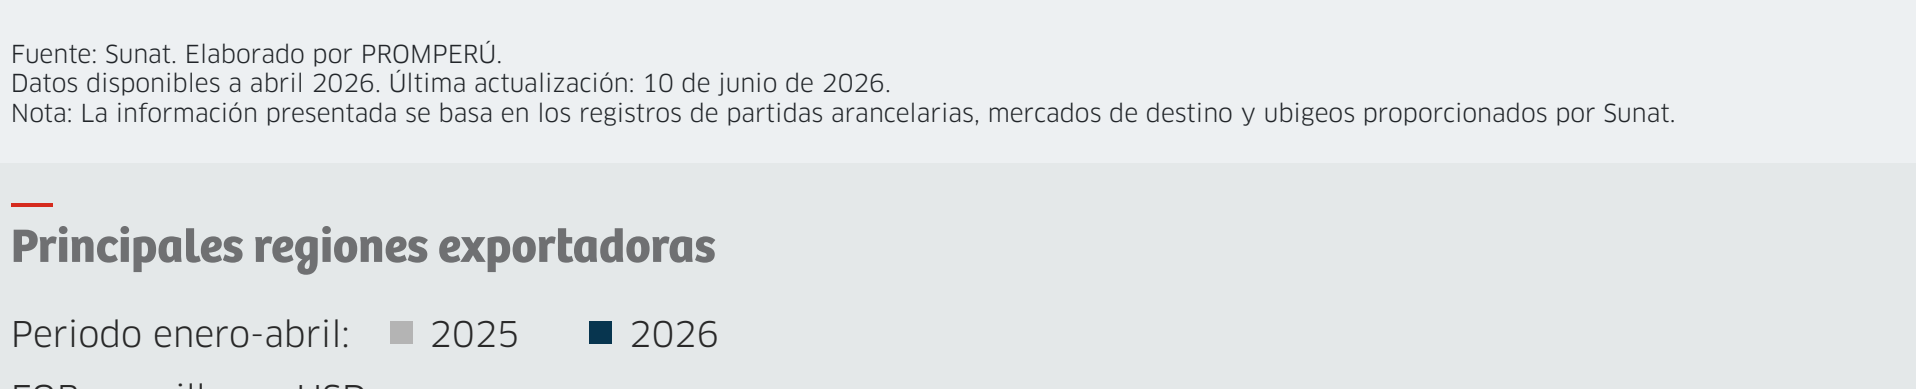 Fuente: Sunat. Elaborado por PROMPERÚ.
Datos disponibles a abril 2026. Última actualización: 10 de junio de 2026.
Nota: La información presentada se basa en los registros de partidas arancelarias, mercados de destino y ubigeos proporcionados por Sunat.
Principales regiones exportadoras
Periodo enero-abril: 2025 2026